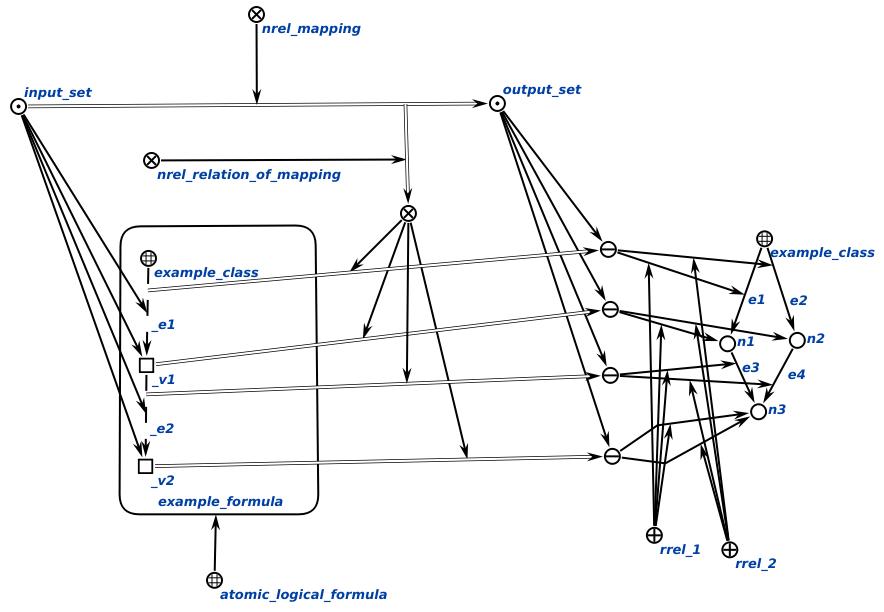 nrel_mapping
input_set
output_set
nrel_relation_of_mapping
example_class
example_class
_e1
e1
e2
n1
n2
_v1
e3
e4
n3
_e2
_v2
example_formula
rrel_1
rrel_2
atomic_logical_formula